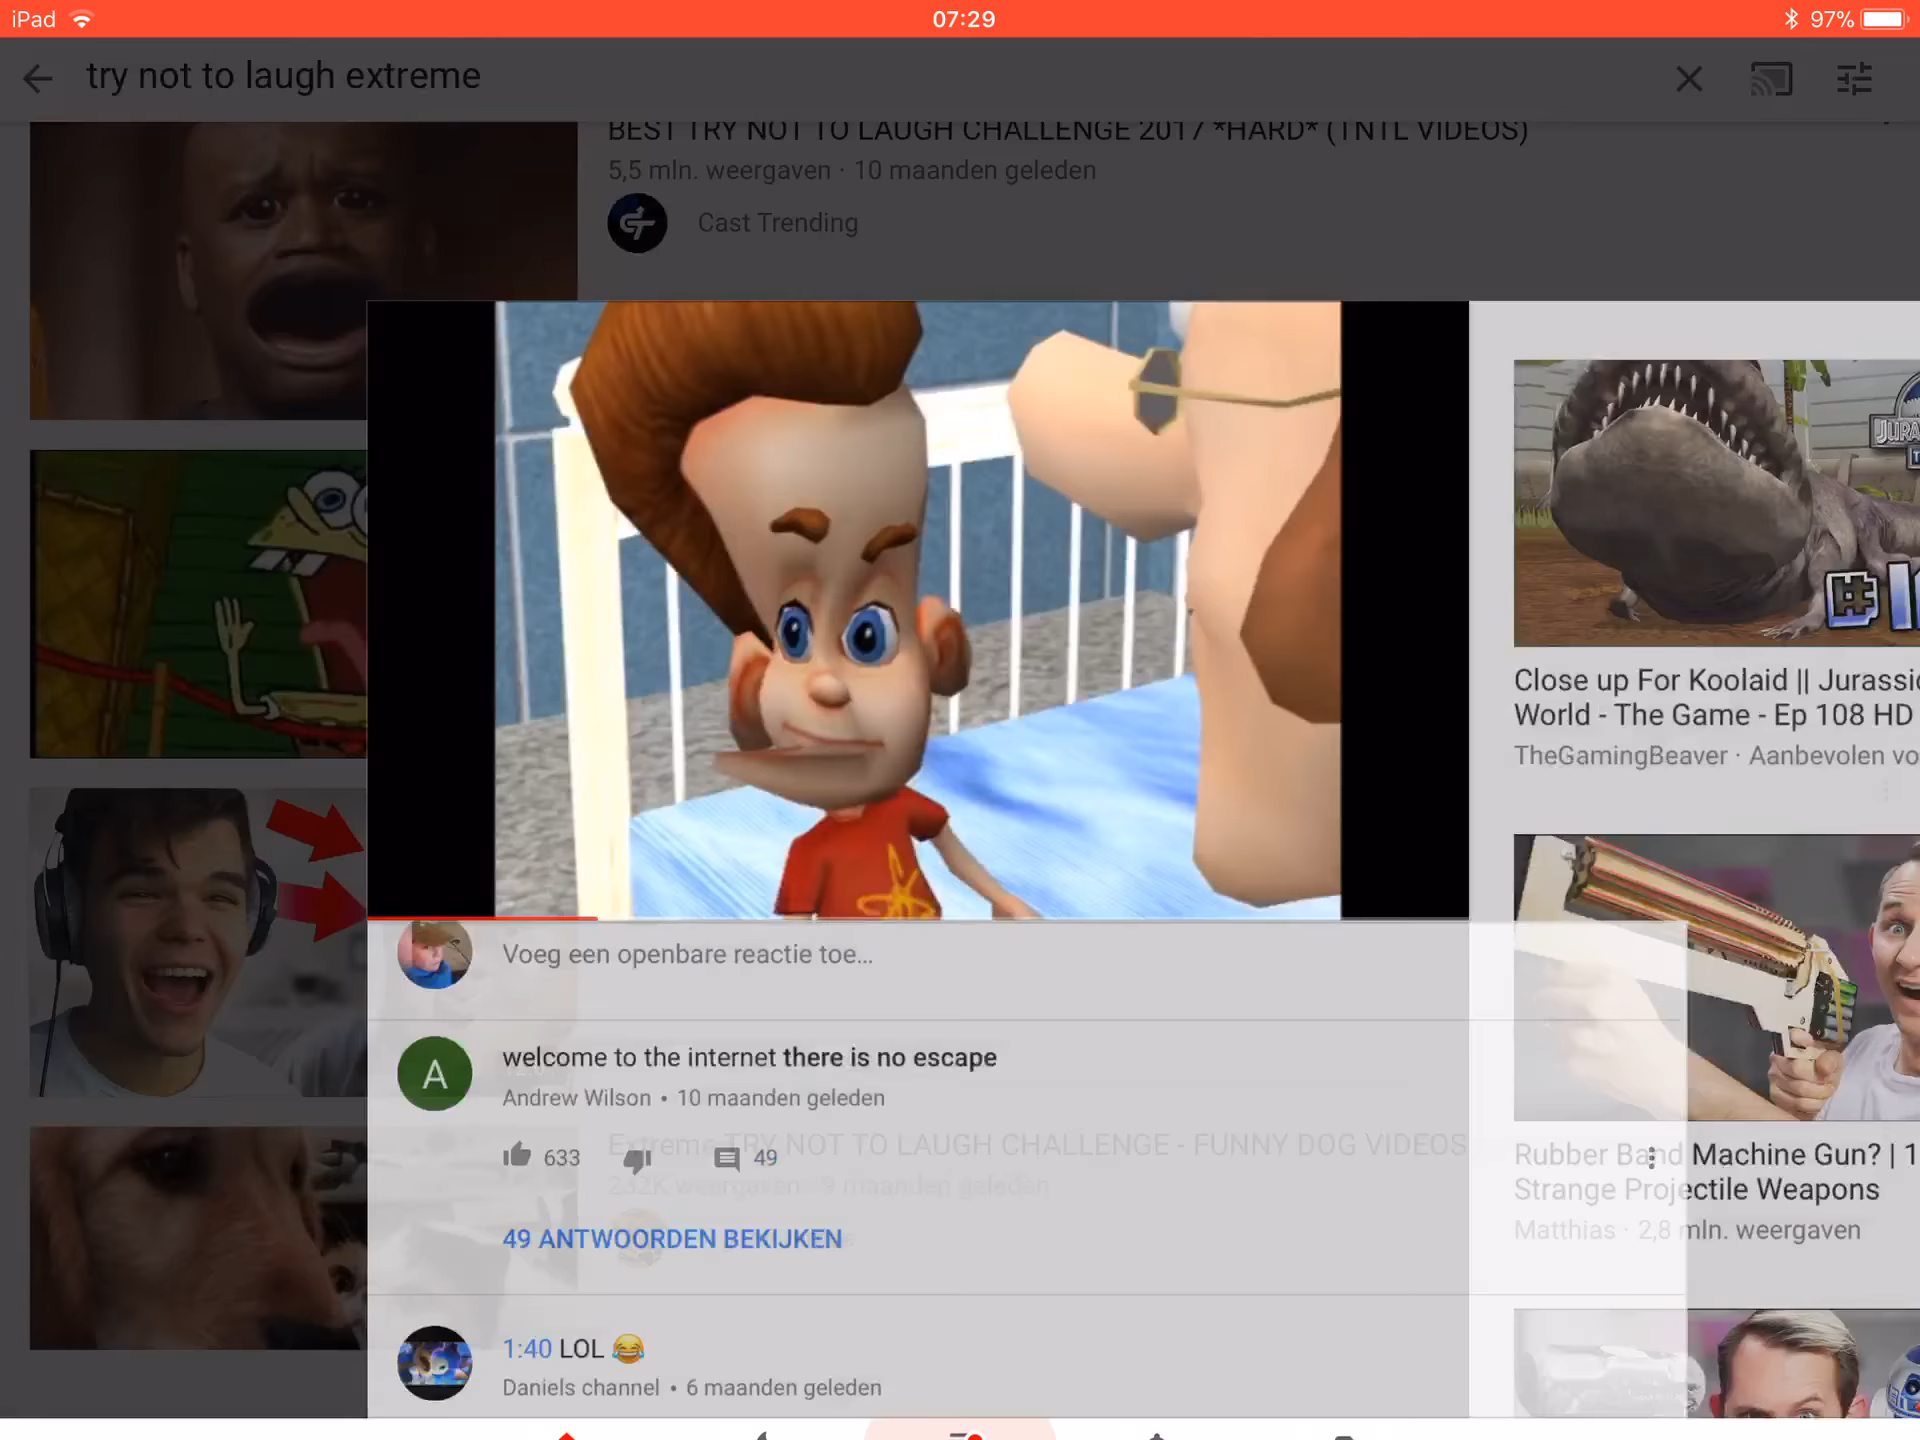 iPad
07:29
97%
try not to laugh extreme
BEST TRY NOT TO LAUGH CHALLENGE 2017 *HARD* (TNTL VIDEOS)
5,5 mln. weergaven · 10 maanden geleden
Cast Trending
Close up For Koolaid || Jurassic
World - The Game - Ep 108 HD
TheGamingBeaver · Aanbevolen vo
Voeg een openbare reactie toe...
welcome to the internet there is no escape
Andrew Wilson • 10 maanden geleden
Extreme TRY NOT TO LAUGH CHALLENGE - FUNNY DOG VIDEOS
633
49
232K weergaven · 9 maanden geleden
49 ANTWOORDEN BEKIJKEN
Rubber Band Machine Gun? | 1
Strange Projectile Weapons
Matthias · 2,8 mln. weergaven
1:40 LOL 😂
Daniels channel • 6 maanden geleden